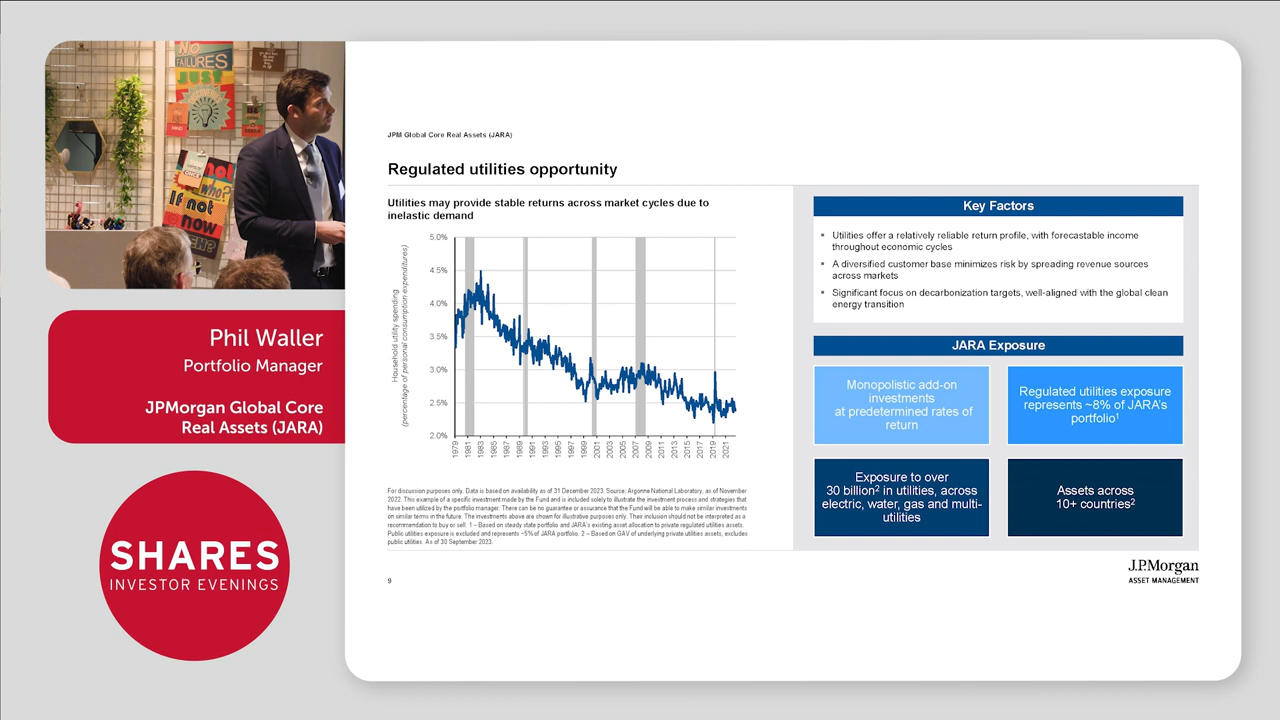 NO
FAILURES
JUST
If not
now
not
who?
ONCE
MIND
Phil Waller
Portfolio Manager
JPMorgan Global Core
Real Assets (JARA)
SHARES
INVESTOR EVENINGS
JPM Global Core Real Assets (JARA)
Regulated utilities opportunity
Utilities may provide stable returns across market cycles due to
inelastic demand
Household utility spending
(percentage of personal consumption expenditures)
5.0%
4.5%
4.0%
3.5%
3.0%
2.5%
2.0%
1979 1981 1983 1985 1987 1989 1991 1993 1995 1997 1999 2001 2003 2005 2007 2009 2011 2013 2015 2017 2019 2021
For discussion purposes only. Data is based on availability as of 31 December 2023. Source: Argonne National Laboratory, as of November
2022. This example of a specific investment made by the Fund and is included solely to illustrate the investment process and strategies that
have been utilized by the portfolio manager. There can be no guarantee or assurance that the Fund will be able to make similar investments
on similar terms in the future. The investments above are shown for illustrative purposes only. Their inclusion should not be interpreted as a
recommendation to buy or sell. 1 – Based on steady state portfolio and JARA's existing asset allocation to private regulated utilities assets.
Public utilities exposure is excluded and represents ~5% of JARA portfolio. 2 – Based on GAV of underlying private utilities assets, excludes
public utilities. As of 30 September 2023.
Key Factors
▪ Utilities offer a relatively reliable return profile, with forecastable income
throughout economic cycles
▪ A diversified customer base minimizes risk by spreading revenue sources
across markets
▪ Significant focus on decarbonization targets, well-aligned with the global clean
energy transition
JARA Exposure
Monopolistic add-on
investments
at predetermined rates of
return
Regulated utilities exposure
represents ~8% of JARA's
portfolio¹
Exposure to over
30 billion² in utilities, across
electric, water, gas and multi-
utilities
Assets across
10+ countries²
9
J.P.Morgan
ASSET MANAGEMENT